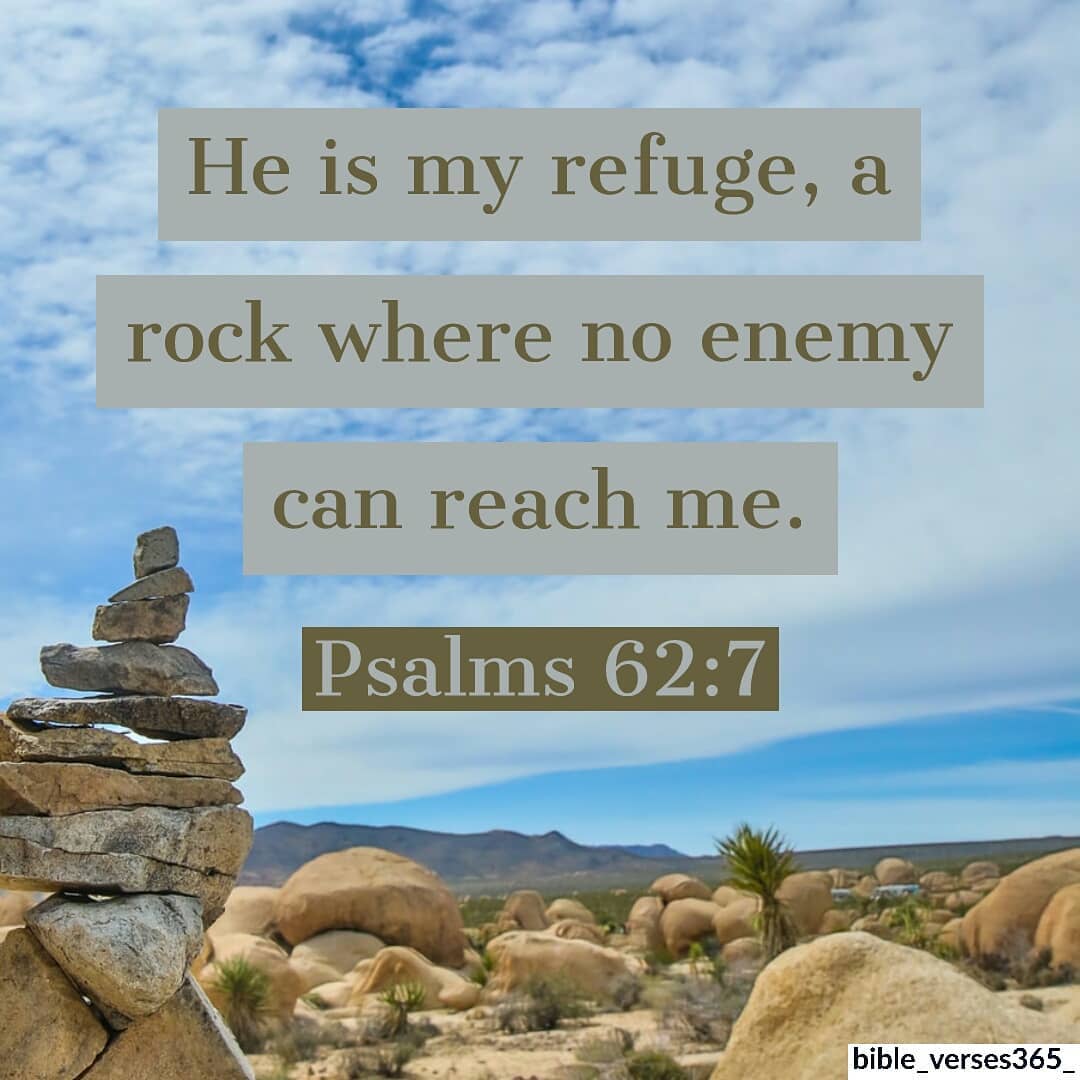 He is my refuge, a
rock where no enemy
can reach me.
Psalms 62:7
bible_verses365_